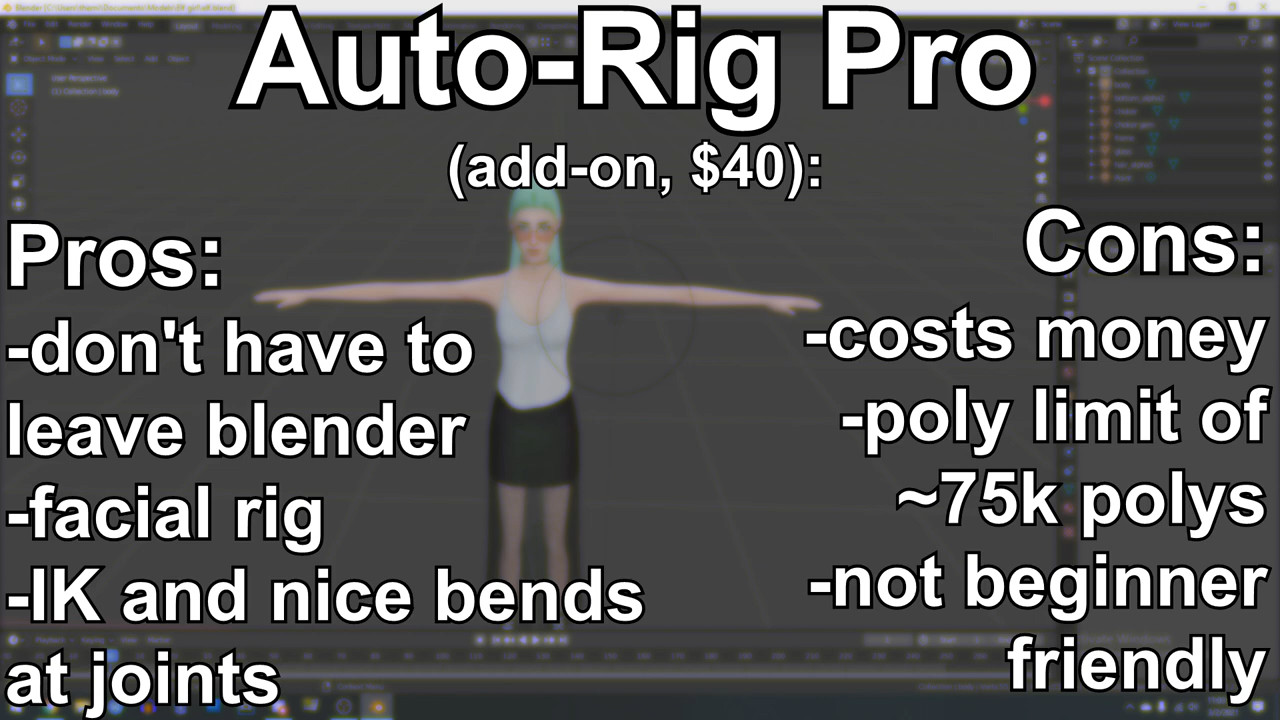 Auto-Rig Pro
(add-on, $40):
Pros:
-don't have to
leave blender
-facial rig
-IK and nice bends
at joints
Cons:
-costs money
-poly limit of
~75k polys
-not beginner
friendly